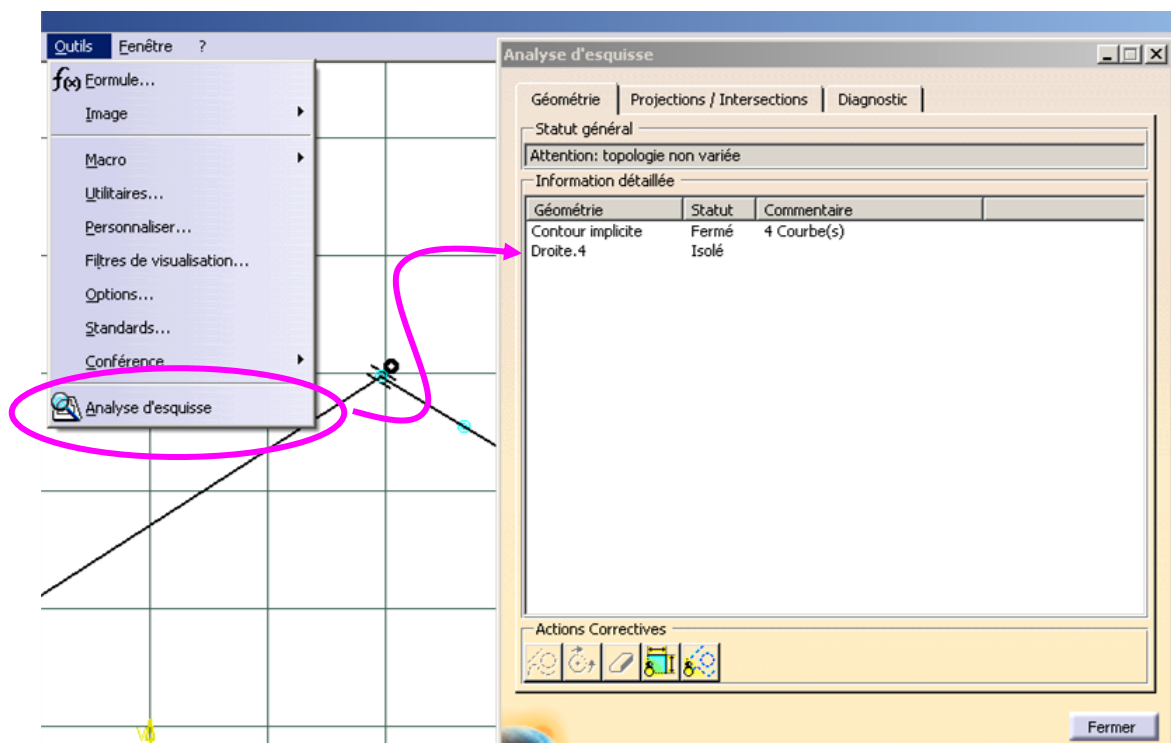 Outils Fenêtre ?
f(x) Formule...
Image
Macro
Utilitaires...
Personnaliser...
Filtres de visualisation...
Options...
Standards...
Conférence
Analyse d'esquisse
Analyse d'esquisse
Géométrie Projections / Intersections Diagnostic
Statut général
Attention: topologie non variée
Information détaillée
Géométrie Statut Commentaire
Contour implicite Fermé 4 Courbe(s)
Droite.4 Isolé
Actions Correctives
Fermer
V